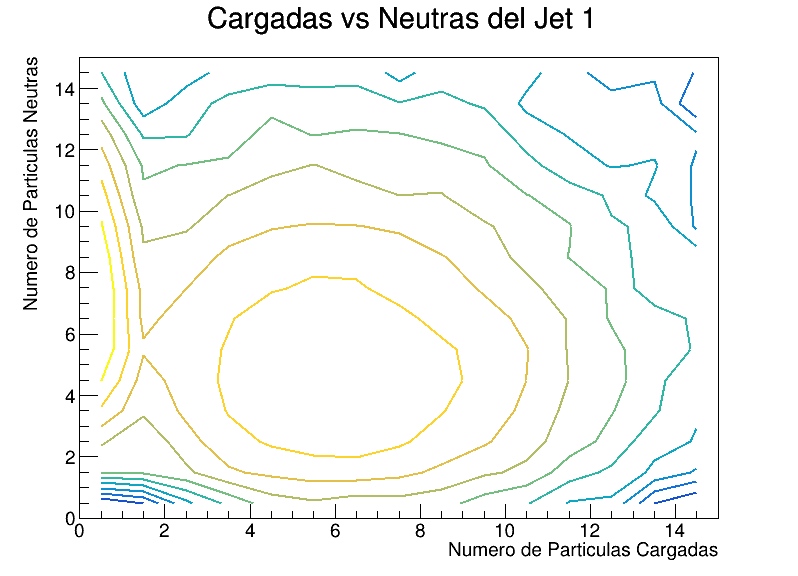 Cargadas vs Neutras del Jet 1
Numero de Particulas Neutras
14
12
10
8
6
4
2
0
0 2 4 6 8 10 12 14
Numero de Particulas Cargadas